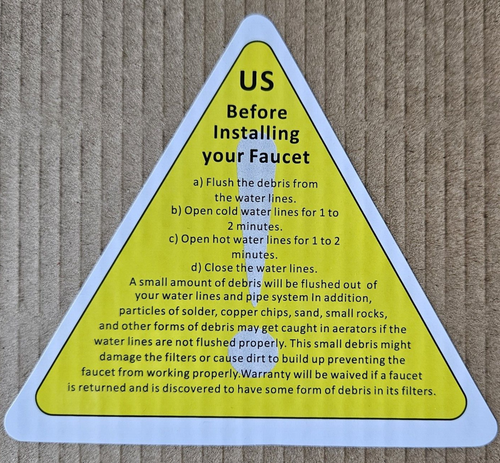 US
Before
Installing
your Faucet
a) Flush the debris from
the water lines.
b) Open cold water lines for 1 to
2 minutes.
c) Open hot water lines for 1 to 2
minutes.
d) Close the water lines.
A small amount of debris will be flushed out of
your water lines and pipe system In addition,
particles of solder, copper chips, sand, small rocks,
and other forms of debris may get caught in aerators if the
water lines are not flushed properly. This small debris might
damage the filters or cause dirt to build up preventing the
faucet from working properly.Warranty will be waived if a faucet
is returned and is discovered to have some form of debris in its filters.